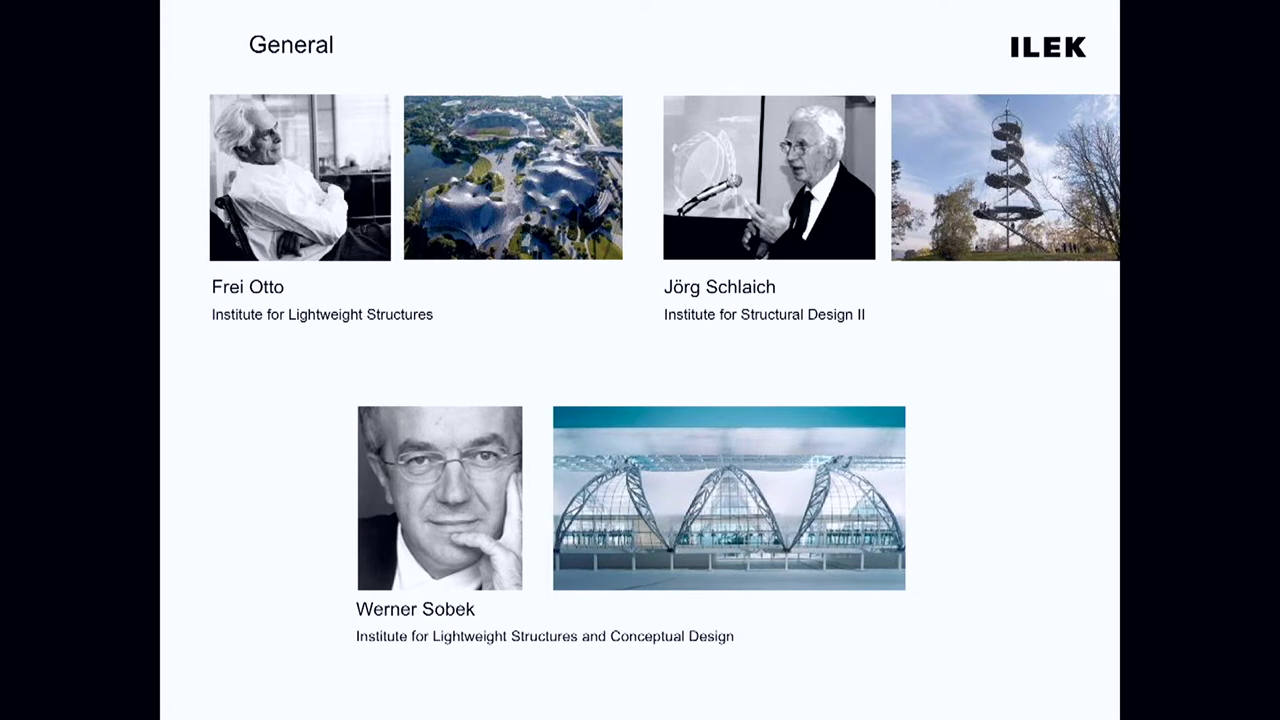 General
ILEK
Frei Otto
Institute for Lightweight Structures
Jörg Schlaich
Institute for Structural Design II
Werner Sobek
Institute for Lightweight Structures and Conceptual Design